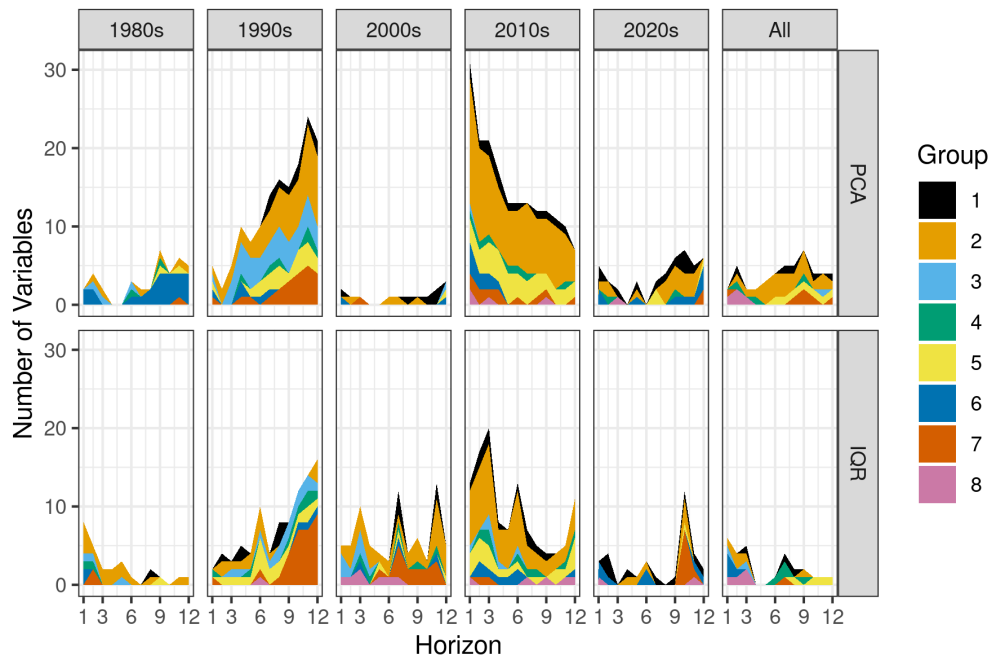 1980s 1990s 2000s 2010s 2020s All
30
20
10
0
PCA
30
20
10
0
IQR
Number of Variables
1 3 6 9 12 1 3 6 9 12 1 3 6 9 12 1 3 6 9 12 1 3 6 9 12 1 3 6 9 12
Horizon
Group
1
2
3
4
5
6
7
8